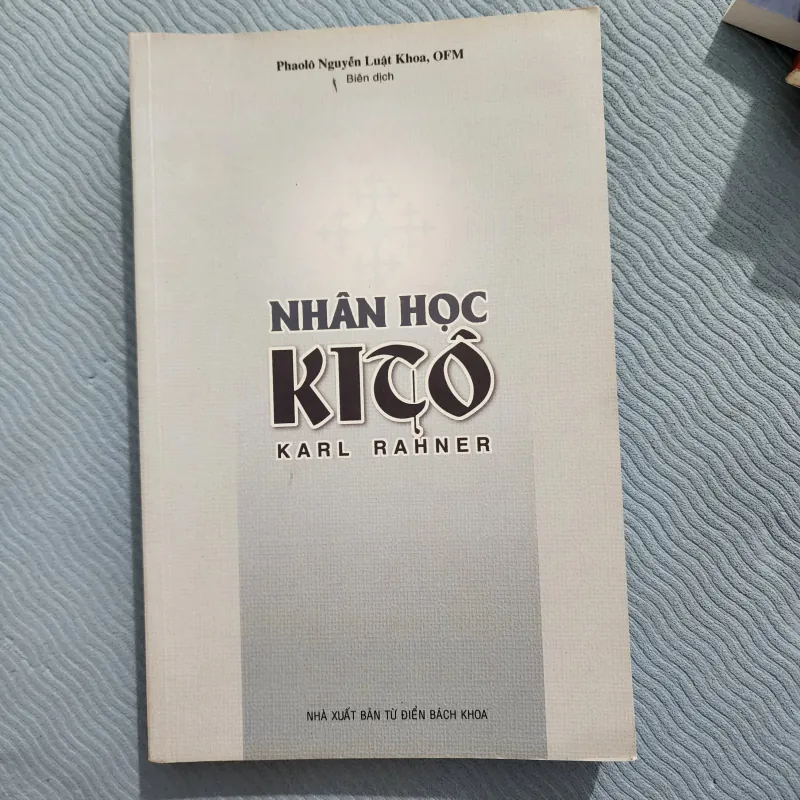 Phaolô Nguyễn Luật Khoa, OFM
Biên dịch
NHÂN HỌC
KITÔ
KARL RAHNER
NHÀ XUẤT BẢN TỪ ĐIỂN BÁCH KHOA